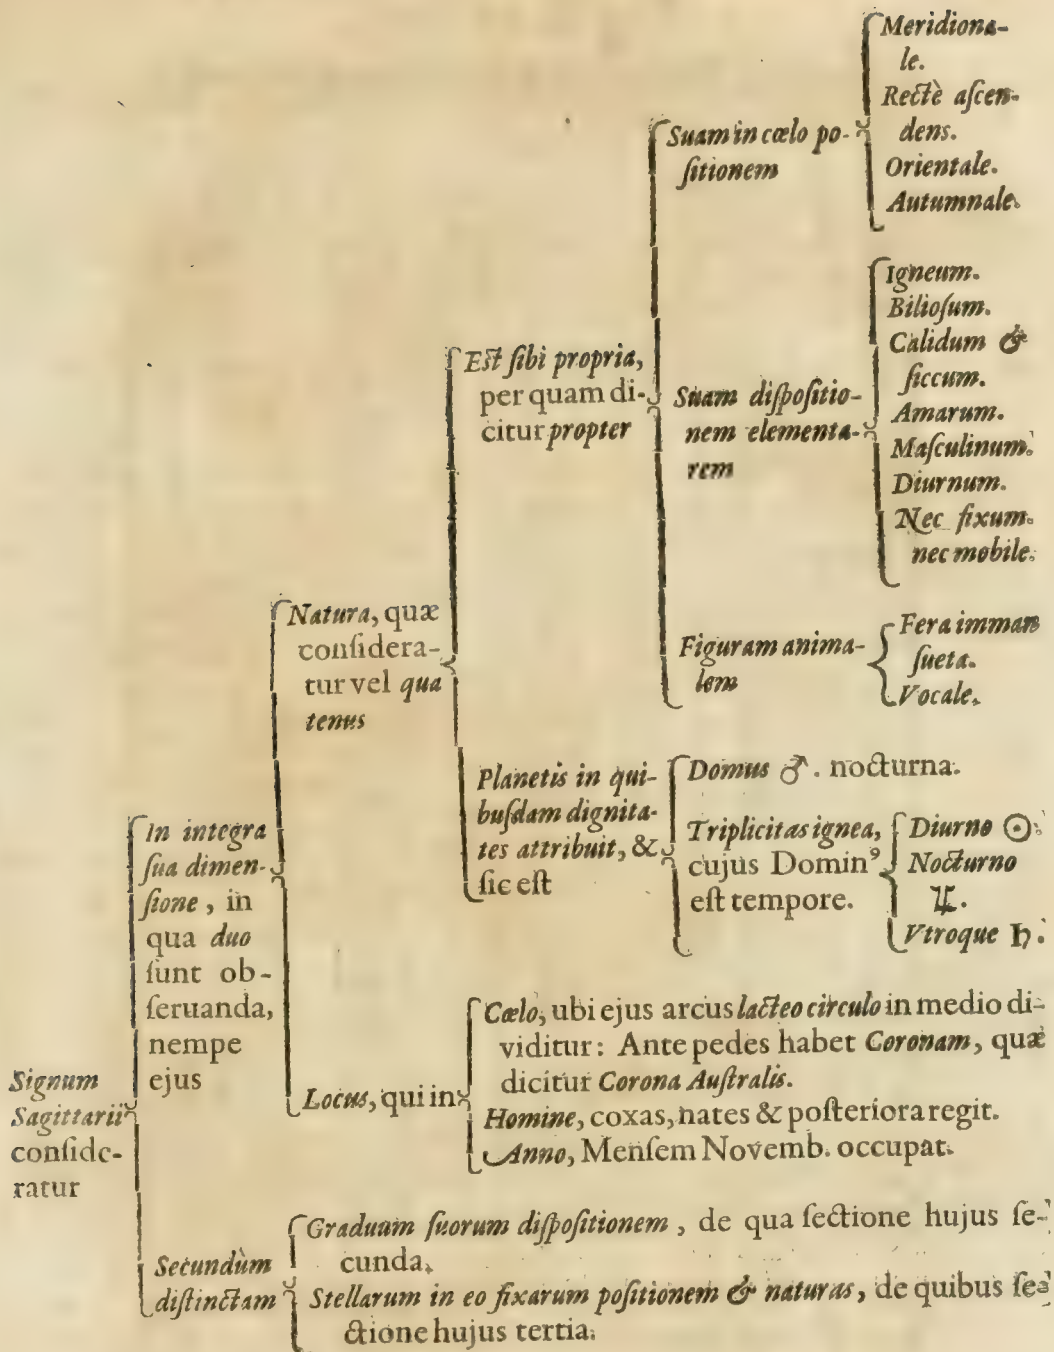 Signum
Sagittarii
conside-
ratur
In integra
sua dimen-
sione, in
qua duo
sunt ob-
seruanda,
nempe
ejus
Natura, quæ
considera-
tur vel qua
tenus
Est sibi propria,
per quam di-
citur propter
Suam in cœlo po-
sitionem
Meridiona-
le.
Rectè ascen-
dens.
Orientale.
Autumnale.
Suam dispositio-
nem elementa-
rem
Igneum.
Biliosum.
Calidum &
siccum.
Amarum.
Masculinum.
Diurnum.
Nec fixum
nec mobile.
Figuram anima-
lem
Fera imman
sueta.
Vocale.
Planetis in qui-
busdam dignita-
tes attribuit, &
sic est
Domus ♂. nocturna.
Triplicitas ignea,
cujus Domin⁹
est tempore.
Diurno ☉.
Nocturno
♃.
Vtroque ♄.
Locus, qui in
Cœlo, ubi ejus arcus lacteo circulo in medio di-
viditur: Ante pedes habet Coronam, quæ
dicitur Corona Australis.
Homine, coxas, nates & posteriora regit.
Anno, Mensem Novemb. occupat.
Secundùm
distinctam
Graduum suorum dispositionem, de qua sectione hujus se-
cunda.
Stellarum in eo fixarum positionem & naturas, de quibus se-
ctione hujus tertia.